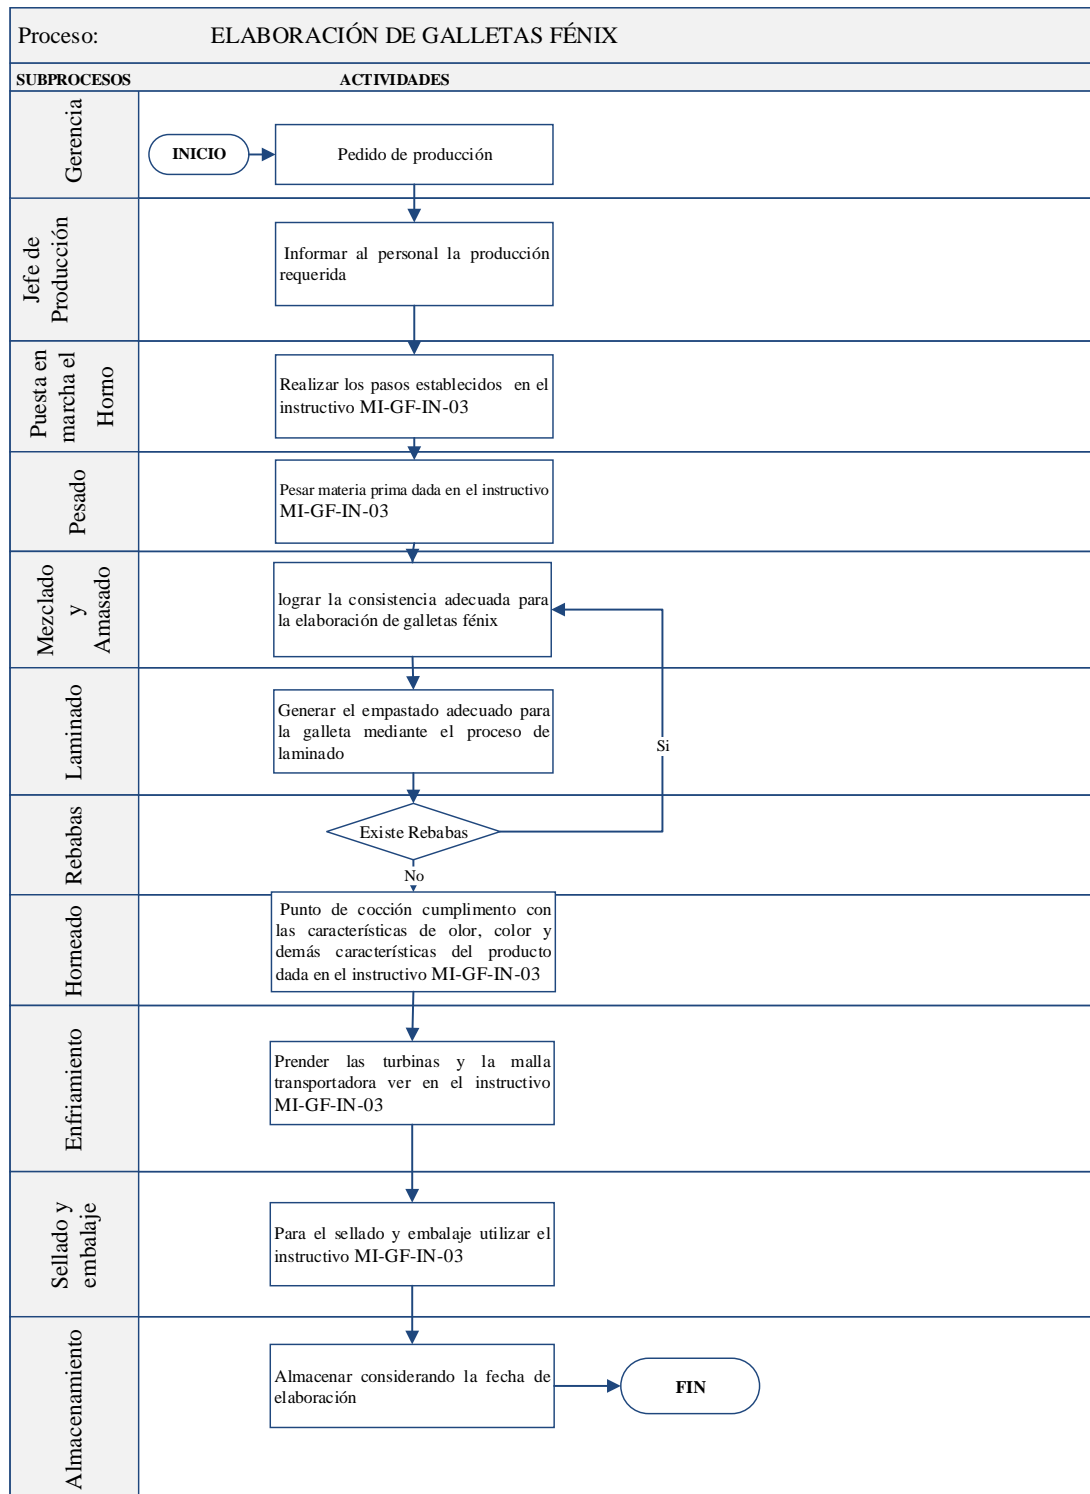 Proceso: ELABORACIÓN DE GALLETAS FÉNIX
SUBPROCESOS ACTIVIDADES
Gerencia
INICIO
Pedido de producción
Jefe de
Producción
Informar al personal la producción
requerida
Puesta en
marcha el
Horno
Realizar los pasos establecidos en el
instructivo MI-GF-IN-03
Pesado
Pesar materia prima dada en el instructivo
MI-GF-IN-03
Mezclado
y
Amasado
lograr la consistencia adecuada para
la elaboración de galletas fénix
Laminado
Generar el empastado adecuado para
la galleta mediante el proceso de
laminado
Si
Rebabas
Existe Rebabas
No
Horneado
Punto de cocción cumplimento con
las características de olor, color y
demás características del producto
dada en el instructivo MI-GF-IN-03
Enfriamiento
Prender las turbinas y la malla
transportadora ver en el instructivo
MI-GF-IN-03
Sellado y
embalaje
Para el sellado y embalaje utilizar el
instructivo MI-GF-IN-03
Almacenamiento
Almacenar considerando la fecha de
elaboración
FIN